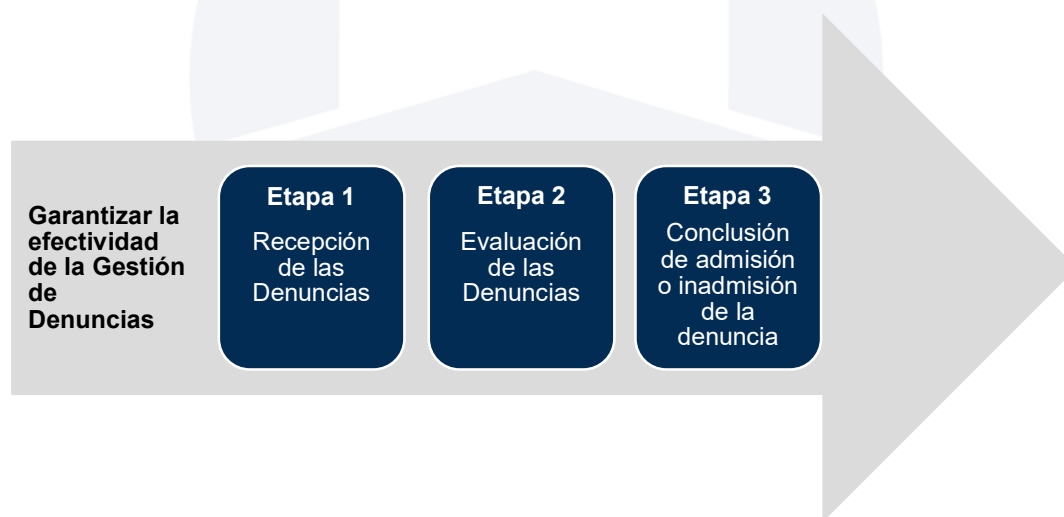 Garantizar la
efectividad
de la Gestión
de
Denuncias
Etapa 1
Recepción
de las
Denuncias
Etapa 2
Evaluación
de las
Denuncias
Etapa 3
Conclusión
de admisión
o inadmisión
de la
denuncia